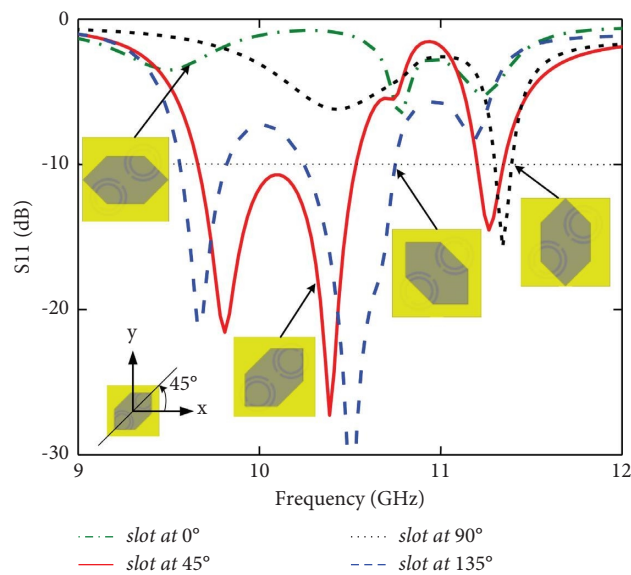 0
-10
-20
-30
S11 (dB)
y
45°
x
9
10
11
12
Frequency (GHz)
slot at 0°
slot at 90°
slot at 45°
slot at 135°